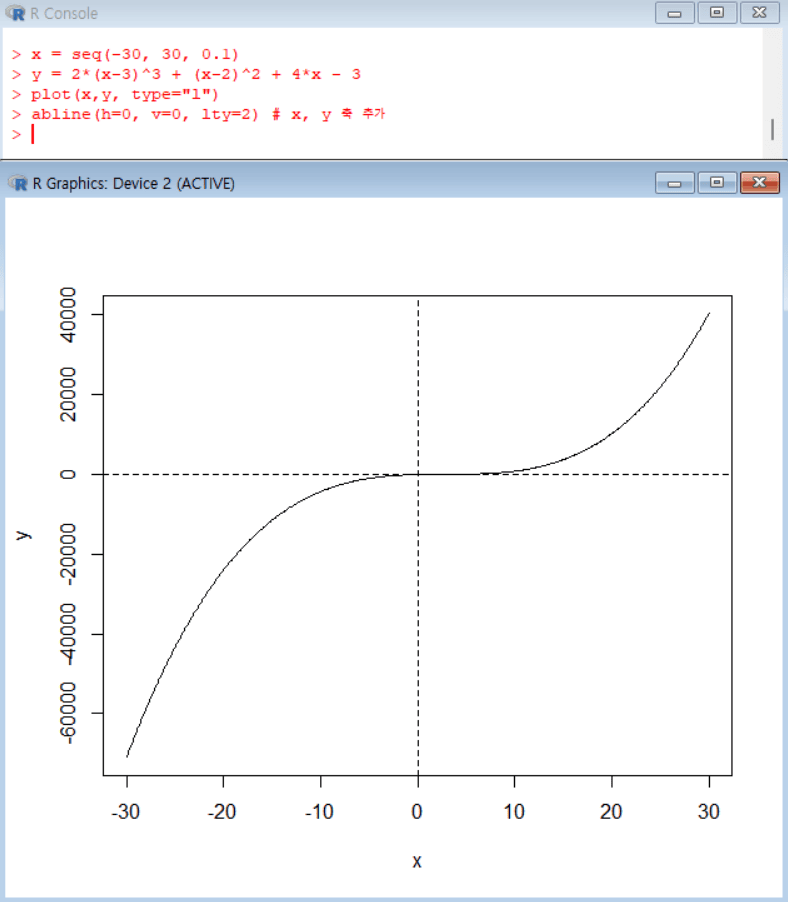 R Console
> x = seq(-30, 30, 0.1)
> y = 2*(x-3)^3 + (x-2)^2 + 4*x - 3
> plot(x,y, type="l")
> abline(h=0, v=0, lty=2) # x, y 축 추가
>
R Graphics: Device 2 (ACTIVE)
40000
20000
0
-20000
-40000
-60000
y
-30 -20 -10 0 10 20 30
x